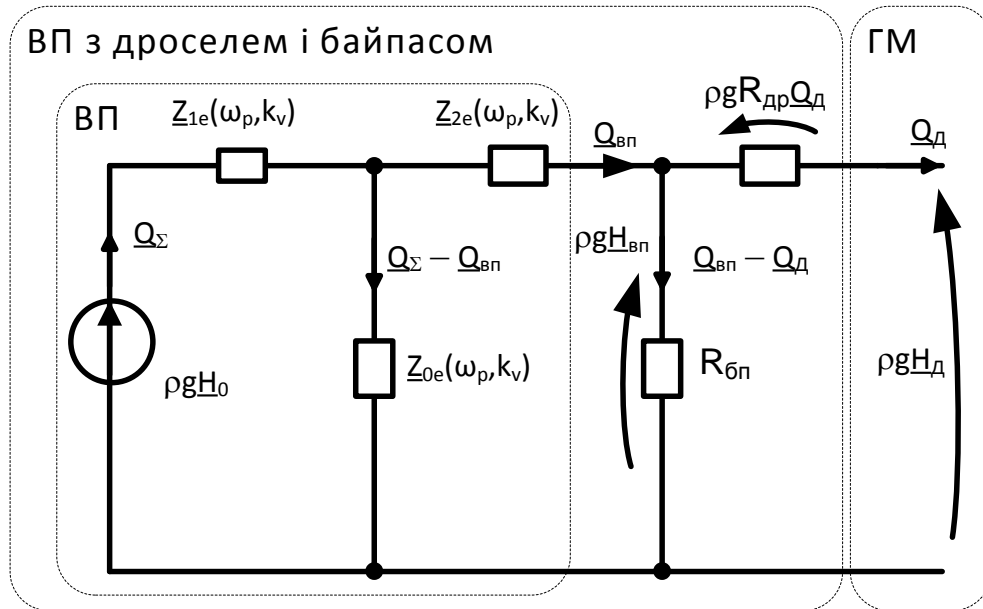 ВП з дроселем і байпасом
ГМ
ВП
Z1e(ωp,kv)
Z2e(ωp,kv)
Qвп
ρgRдрQД
QД
QΣ
QΣ − Qвп
ρgHвп
Qвп − QД
ρgH0
Z0e(ωp,kv)
Rбп
ρgHД